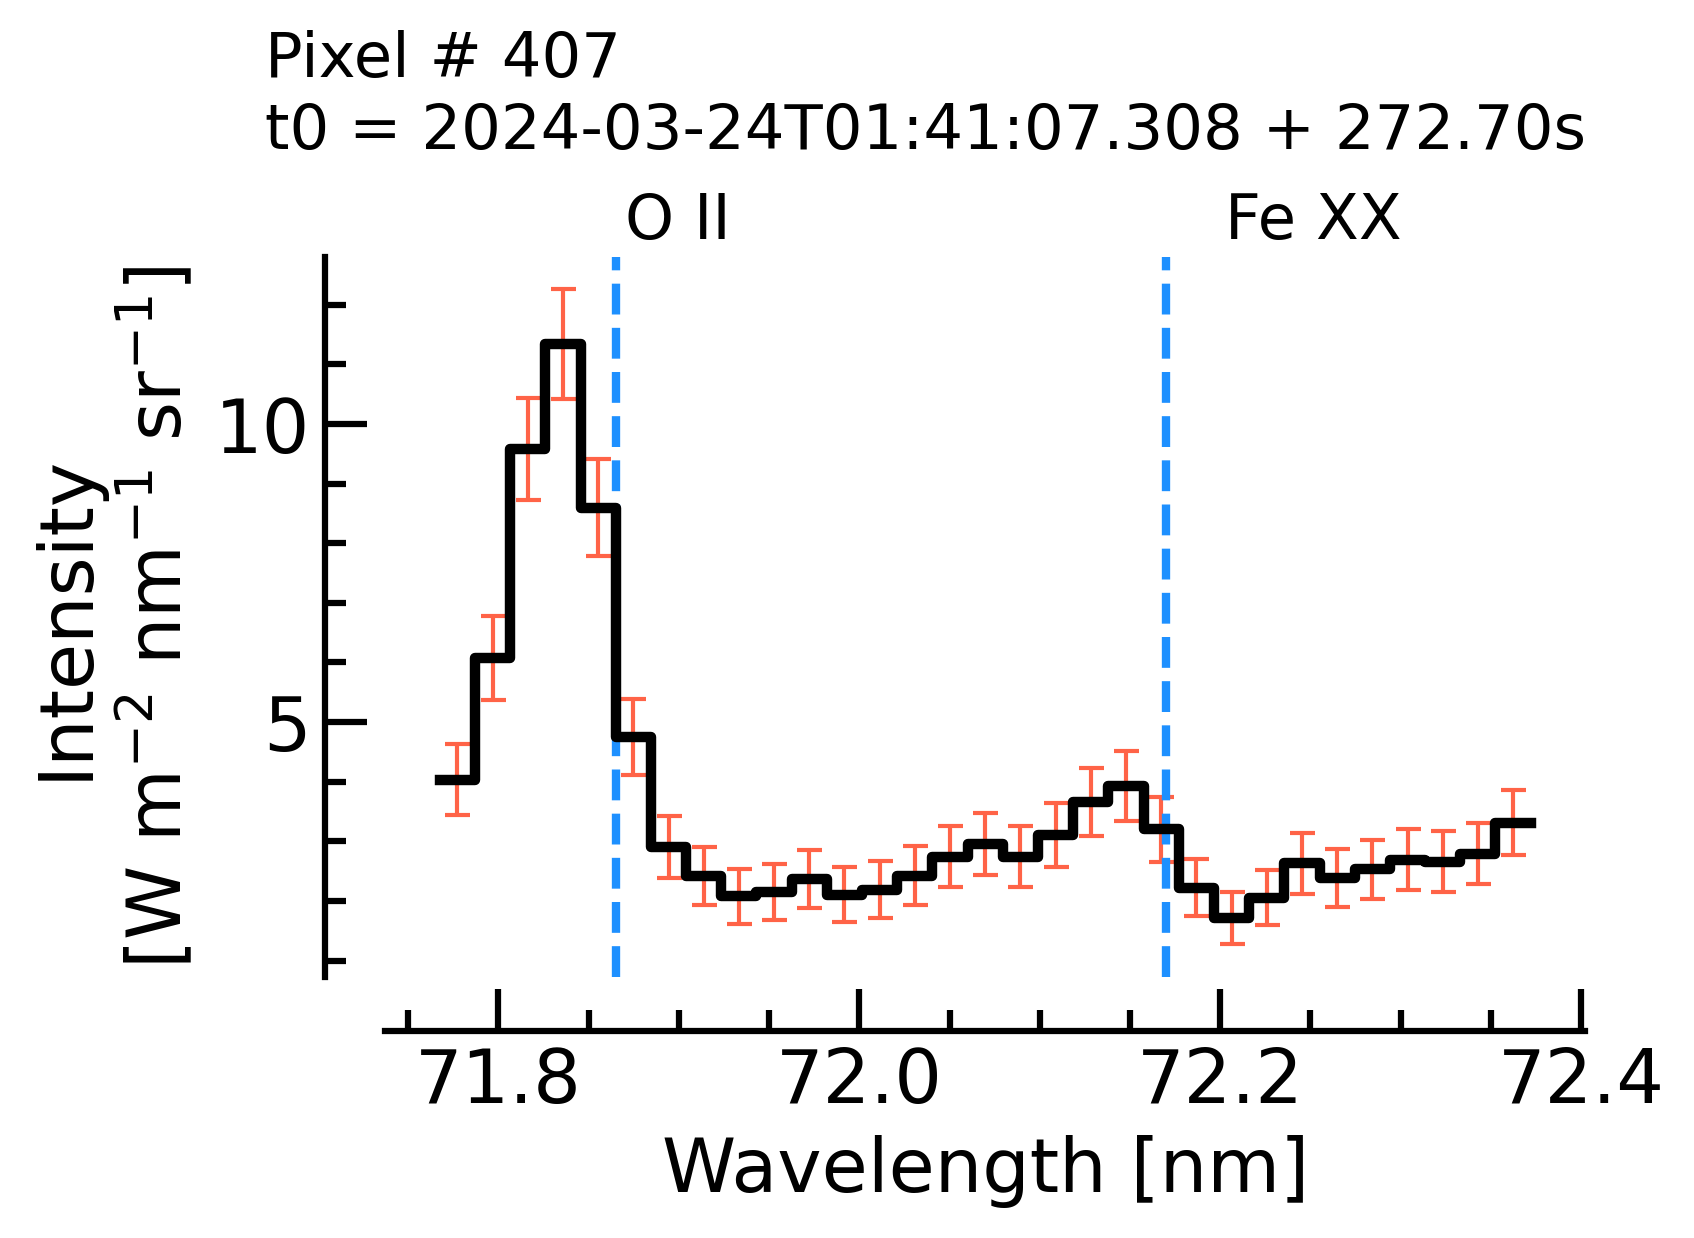 Pixel # 407
t0 = 2024-03-24T01:41:07.308 + 272.70s
O II
Fe XX
Intensity
[W m⁻² nm⁻¹ sr⁻¹]
10
5
71.8 72.0 72.2 72.4
Wavelength [nm]